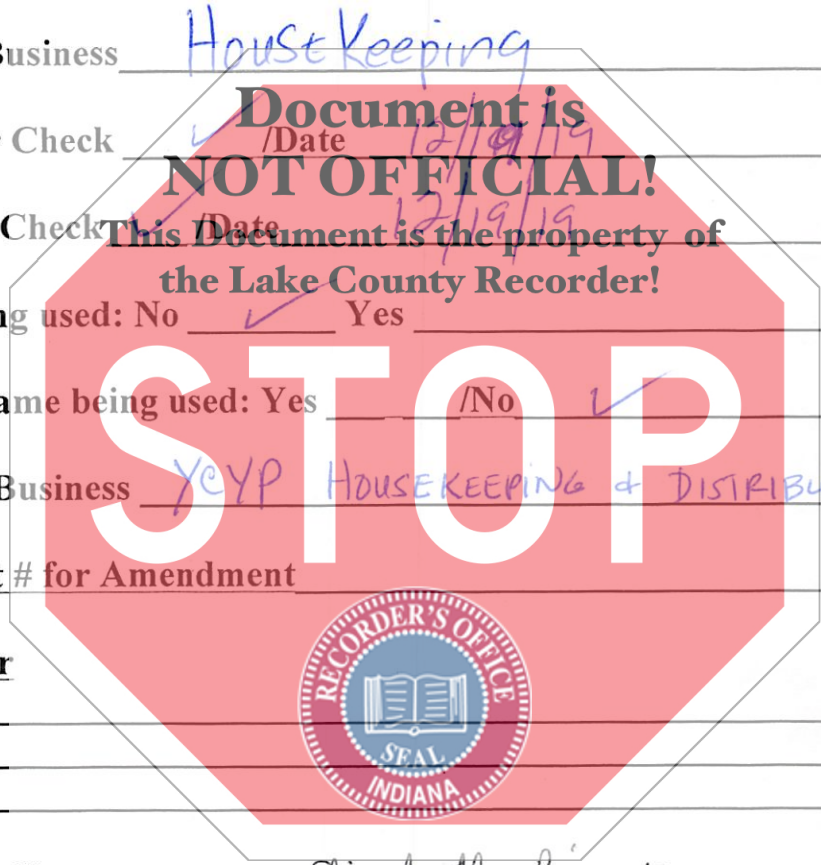 Business HouseKeeping
Document is
Check ✓ /Date 12/19/19
NOT OFFICIAL!
Check ✓ /Date 12/19/19
This Document is the property of
the Lake County Recorder!
ng used: No ✓ Yes
STOP
ame being used: Yes /No ✓
Business YCYP HOUSEKEEPING & DISTRIBU
# for Amendment
RECORDER'S OFFICE
SEAL
INDIANA